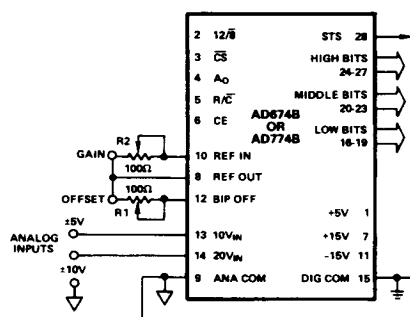 2 12/8̅ STS 28
3 C̅S̅ HIGH BITS
24-27
4 AO
MIDDLE BITS
5 R/C̅ 20-23
6 CE AD674B
OR
AD774B
LOW BITS
16-19
R2
GAIN 10 REF IN
100Ω
8 REF OUT
100Ω
OFFSET 12 BIP OFF
R1
±5V +5V 1
13 10VIN +15V 7
ANALOG
INPUTS
14 20VIN -15V 11
±10V
9 ANA COM DIG COM 15